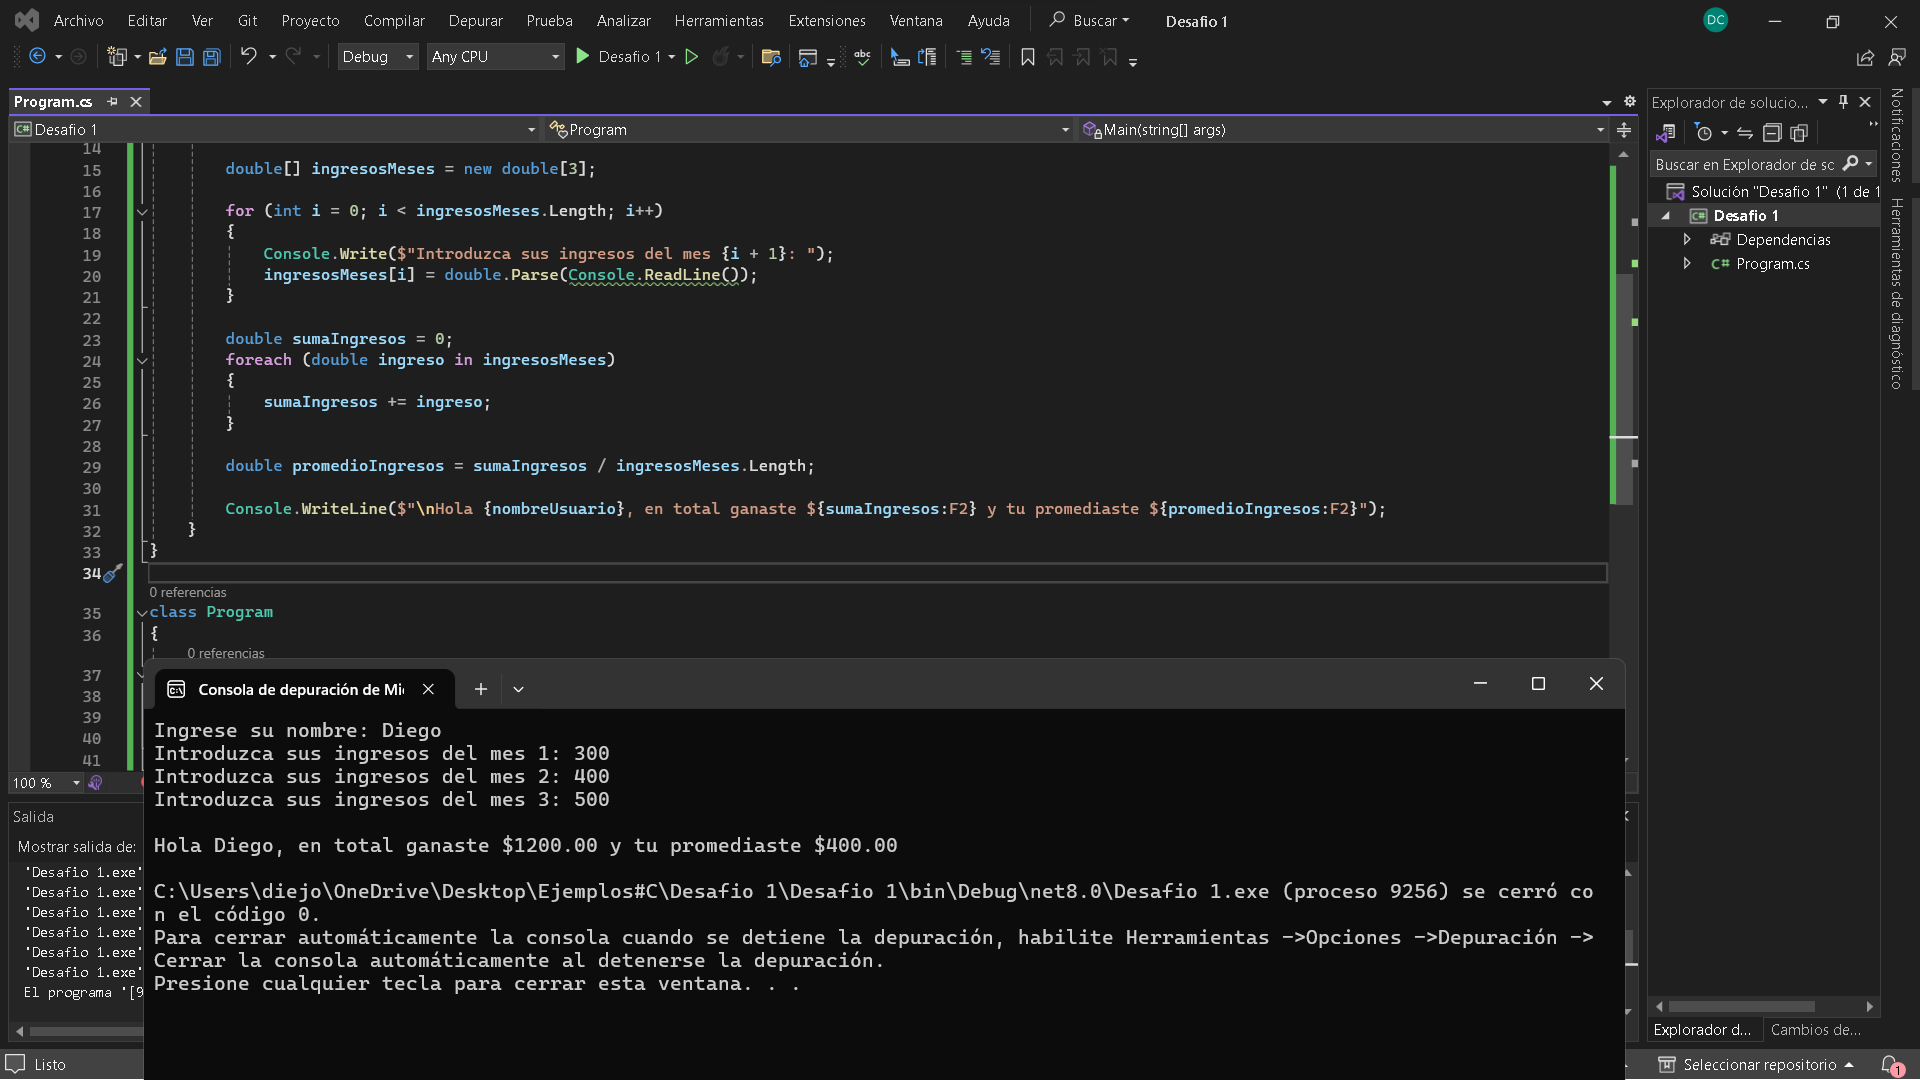 Archivo Editar Ver Git Proyecto Compilar Depurar Prueba Analizar Herramientas Extensiones Ventana Ayuda Buscar Desafio 1 DC
Debug Any CPU Desafio 1
Program.cs
Desafio 1 Program Main(string[] args)
14
15 double[] ingresosMeses = new double[3];
16
17 for (int i = 0; i < ingresosMeses.Length; i++)
18 {
19 Console.Write($"Introduzca sus ingresos del mes {i + 1}: ");
20 ingresosMeses[i] = double.Parse(Console.ReadLine());
21 }
22
23 double sumaIngresos = 0;
24 foreach (double ingreso in ingresosMeses)
25 {
26 sumaIngresos += ingreso;
27 }
28
29 double promedioIngresos = sumaIngresos / ingresosMeses.Length;
30
31 Console.WriteLine($"\nHola {nombreUsuario}, en total ganaste ${sumaIngresos:F2} y tu promediaste ${promedioIngresos:F2}");
32 }
33 }
34
0 referencias
35 class Program
36 {
0 referencias
37
38
39
40
41
100 %
Salida
Mostrar salida de:
'Desafio 1.exe'
'Desafio 1.exe'
'Desafio 1.exe'
'Desafio 1.exe'
'Desafio 1.exe'
'Desafio 1.exe'
El programa '[9
Listo
Consola de depuración de Mi
Ingrese su nombre: Diego
Introduzca sus ingresos del mes 1: 300
Introduzca sus ingresos del mes 2: 400
Introduzca sus ingresos del mes 3: 500
Hola Diego, en total ganaste $1200.00 y tu promediaste $400.00
C:\Users\diejo\OneDrive\Desktop\Ejemplos#C\Desafio 1\Desafio 1\bin\Debug\net8.0\Desafio 1.exe (proceso 9256) se cerró co
n el código 0.
Para cerrar automáticamente la consola cuando se detiene la depuración, habilite Herramientas ->Opciones ->Depuración ->
Cerrar la consola automáticamente al detenerse la depuración.
Presione cualquier tecla para cerrar esta ventana. . .
Explorador de solucio...
Buscar en Explorador de sc
Solución "Desafio 1" (1 de 1
Desafio 1
Dependencias
C# Program.cs
Explorador d... Cambios de...
Seleccionar repositorio 1
Notificaciones
Herramientas de diagnóstico